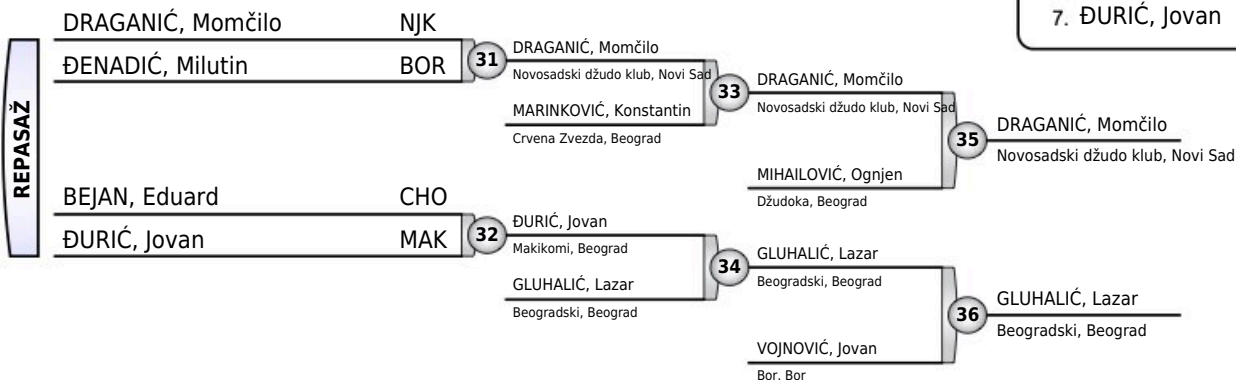 7. ĐURIĆ, Jovan
REPASAŽ
DRAGANIĆ, Momčilo NJK
ĐENADIĆ, Milutin BOR
BEJAN, Eduard CHO
ĐURIĆ, Jovan MAK
31
DRAGANIĆ, Momčilo
Novosadski džudo klub, Novi Sad
MARINKOVIĆ, Konstantin
Crvena Zvezda, Beograd
32
ĐURIĆ, Jovan
Makikomi, Beograd
GLUHALIĆ, Lazar
Beogradski, Beograd
33
DRAGANIĆ, Momčilo
Novosadski džudo klub, Novi Sad
MIHAILOVIĆ, Ognjen
Džudoka, Beograd
34
GLUHALIĆ, Lazar
Beogradski, Beograd
VOJNOVIĆ, Jovan
Bor, Bor
35
DRAGANIĆ, Momčilo
Novosadski džudo klub, Novi Sad
36
GLUHALIĆ, Lazar
Beogradski, Beograd